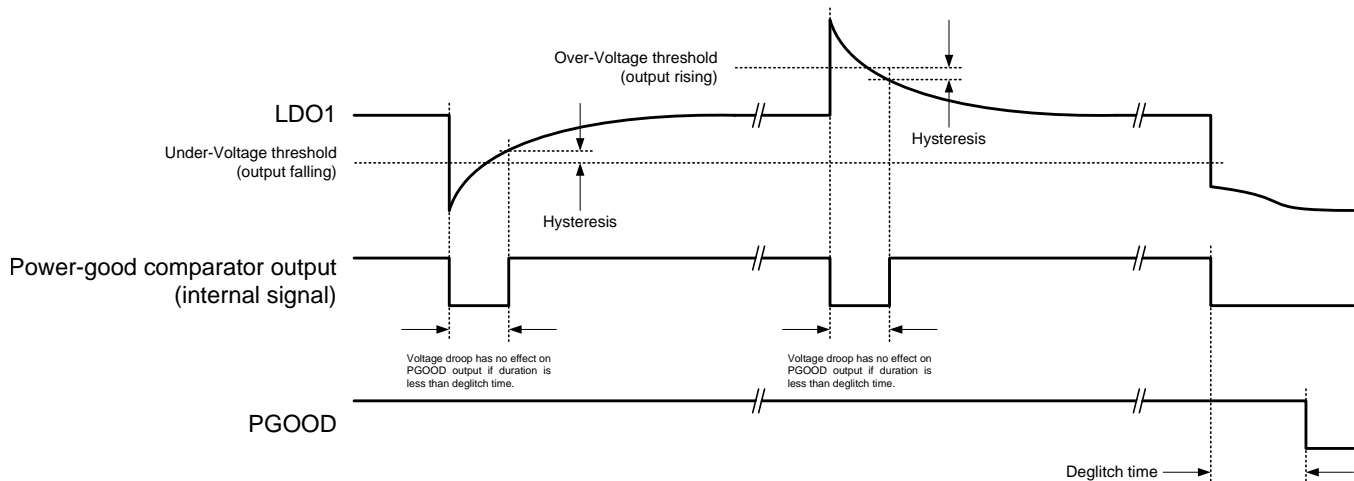 Over-Voltage threshold
(output rising)
LDO1
Hysteresis
Under-Voltage threshold
(output falling)
Hysteresis
Power-good comparator output
(internal signal)
Voltage droop has no effect on
PGOOD output if duration is
less than deglitch time.
Voltage droop has no effect on
PGOOD output if duration is
less than deglitch time.
PGOOD
Deglitch time